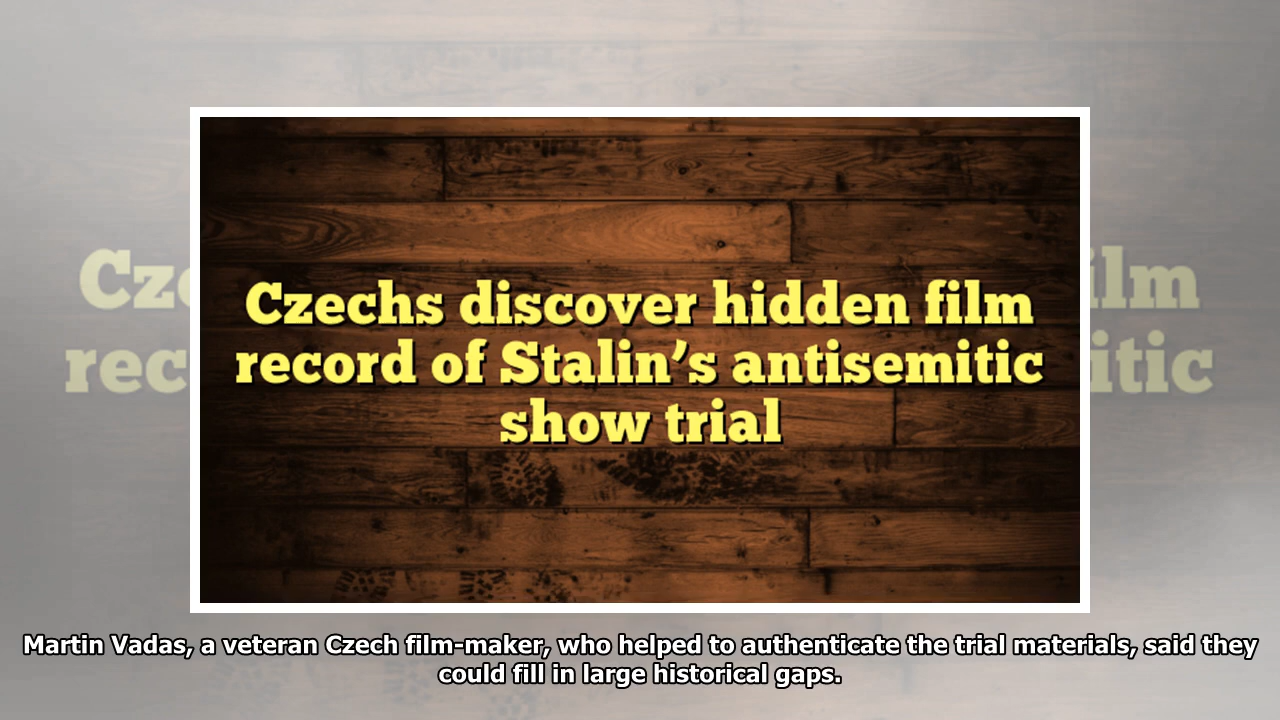 Czechs discover hidden film
record of Stalin’s antisemitic
show trial
Martin Vadas, a veteran Czech film-maker, who helped to authenticate the trial materials, said they
could fill in large historical gaps.